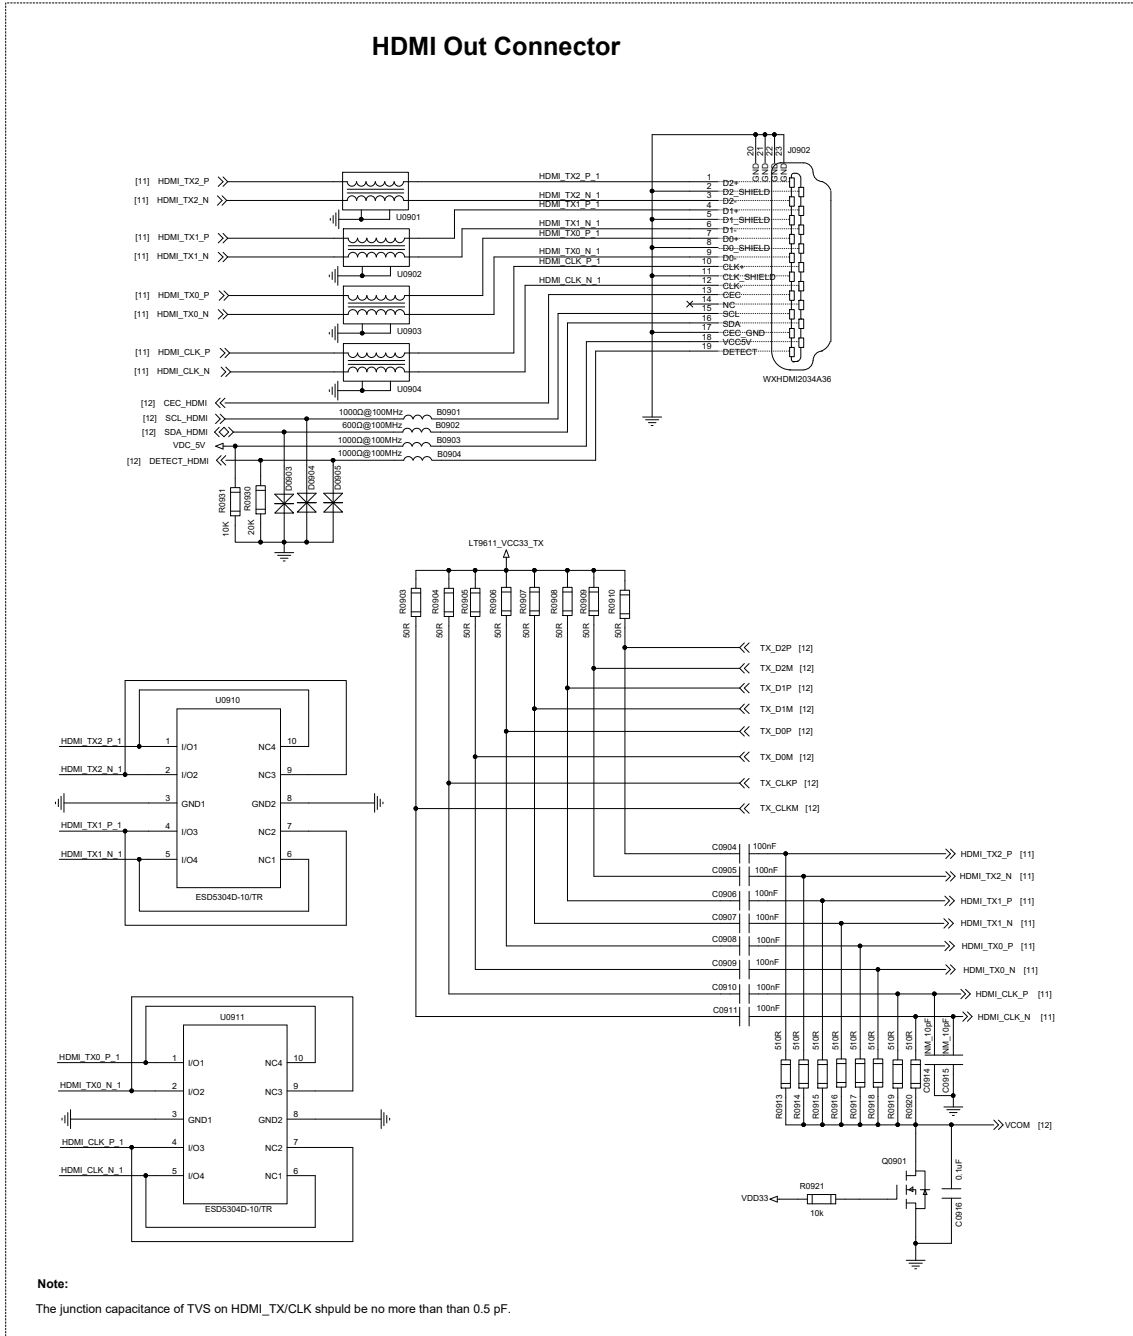 HDMI Out Connector
20
21
22
23
GND
GND
GND
GND
J0902
[11] HDMI_TX2_P
[11] HDMI_TX2_N
U0901
[11] HDMI_TX1_P
[11] HDMI_TX1_N
U0902
[11] HDMI_TX0_P
[11] HDMI_TX0_N
U0903
[11] HDMI_CLK_P
[11] HDMI_CLK_N
U0904
HDMI_TX2_P_1
HDMI_TX2_N_1
HDMI_TX1_P_1
HDMI_TX1_N_1
HDMI_TX0_P_1
HDMI_TX0_N_1
HDMI_CLK_P_1
HDMI_CLK_N_1
1 D2+
2 D2_SHIELD
3 D2-
4 D1+
5 D1_SHIELD
6 D1-
7 D0+
8 D0_SHIELD
9 D0-
10 CLK+
11 CLK_SHIELD
12 CLK-
13 CEC
14 NC
15 SCL
16 SDA
17 CEC_GND
18 VCC5V
19 DETECT
WXHDMI2034A36
[12] CEC_HDMI
[12] SCL_HDMI 1000Ω@100MHz B0901
[12] SDA_HDMI 600Ω@100MHz B0902
VDC_5V 1000Ω@100MHz B0903
[12] DETECT_HDMI 1000Ω@100MHz B0904
R0931
10K
R0930
20K
D0903
D0904
D0905
LT9611_VCC33_TX
R0903
50R
R0904
50R
R0905
50R
R0906
50R
R0907
50R
R0908
50R
R0909
50R
R0910
50R
TX_D2P [12]
TX_D2M [12]
TX_D1P [12]
TX_D1M [12]
TX_D0P [12]
TX_D0M [12]
TX_CLKP [12]
TX_CLKM [12]
U0910
HDMI_TX2_P_1 1 I/O1 NC4 10
HDMI_TX2_N_1 2 I/O2 NC3 9
3 GND1 GND2 8
HDMI_TX1_P_1 4 I/O3 NC2 7
HDMI_TX1_N_1 5 I/O4 NC1 6
ESD5304D-10/TR
C0904 100nF HDMI_TX2_P [11]
C0905 100nF HDMI_TX2_N [11]
C0906 100nF HDMI_TX1_P [11]
C0907 100nF HDMI_TX1_N [11]
C0908 100nF HDMI_TX0_P [11]
C0909 100nF HDMI_TX0_N [11]
C0910 100nF HDMI_CLK_P [11]
C0911 100nF HDMI_CLK_N [11]
U0911
HDMI_TX0_P_1 1 I/O1 NC4 10
HDMI_TX0_N_1 2 I/O2 NC3 9
3 GND1 GND2 8
HDMI_CLK_P_1 4 I/O3 NC2 7
HDMI_CLK_N_1 5 I/O4 NC1 6
ESD5304D-10/TR
510R
R0913
510R
R0914
510R
R0915
510R
R0916
510R
R0917
510R
R0918
510R
R0919
510R
R0920
NM_10pF
C0914
NM_10pF
C0915
VCOM [12]
Q0901
0.1uF
C0916
VDD33
R0921
10k
Note:
The junction capacitance of TVS on HDMI_TX/CLK shpuld be no more than than 0.5 pF.